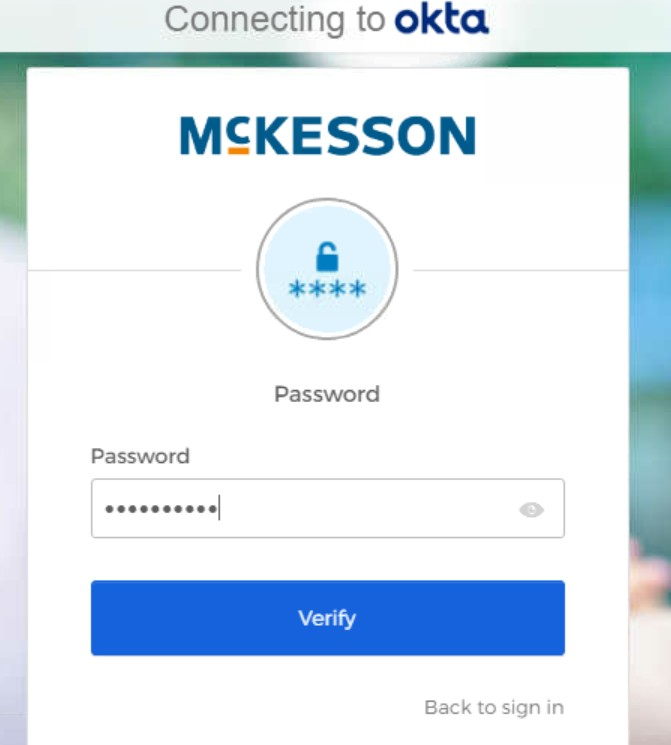 Connecting to okta
McKESSON
****
Password
Password
••••••••••
Verify
Back to sign in